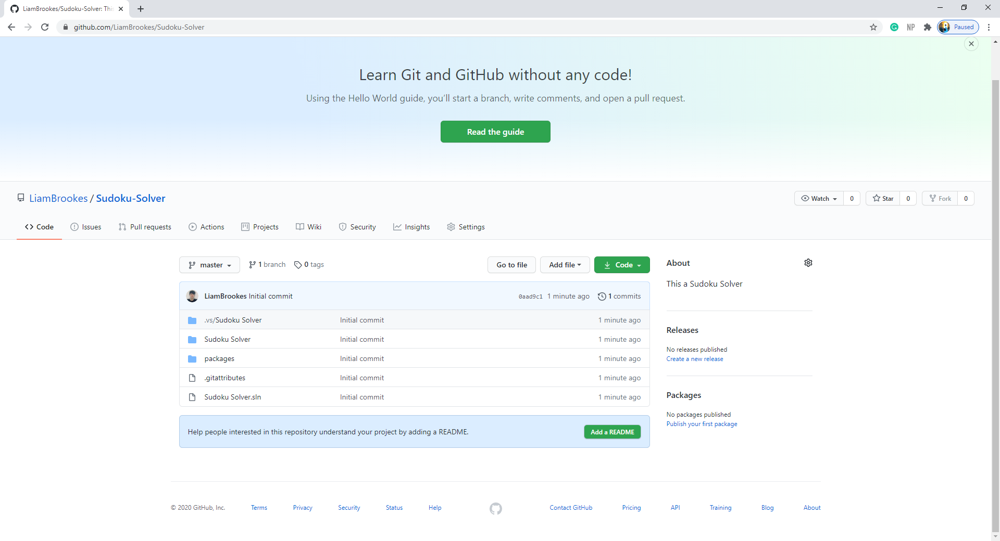 LiamBrookes/Sudoku-Solver: This
github.com/LiamBrookes/Sudoku-Solver
NP
Paused
Learn Git and GitHub without any code!
Using the Hello World guide, you’ll start a branch, write comments, and open a pull request.
Read the guide
LiamBrookes / Sudoku-Solver
Watch 0
Star 0
Fork 0
Code
Issues
Pull requests
Actions
Projects
Wiki
Security
Insights
Settings
master
1 branch
0 tags
Go to file
Add file
Code
LiamBrookes Initial commit 0aad9c1 1 minute ago 1 commits
.vs/Sudoku Solver Initial commit 1 minute ago
Sudoku Solver Initial commit 1 minute ago
packages Initial commit 1 minute ago
.gitattributes Initial commit 1 minute ago
Sudoku Solver.sln Initial commit 1 minute ago
Help people interested in this repository understand your project by adding a README.
Add a README
About
This a Sudoku Solver
Releases
No releases published
Create a new release
Packages
No packages published
Publish your first package
© 2020 GitHub, Inc.
Terms
Privacy
Security
Status
Help
Contact GitHub
Pricing
API
Training
Blog
About